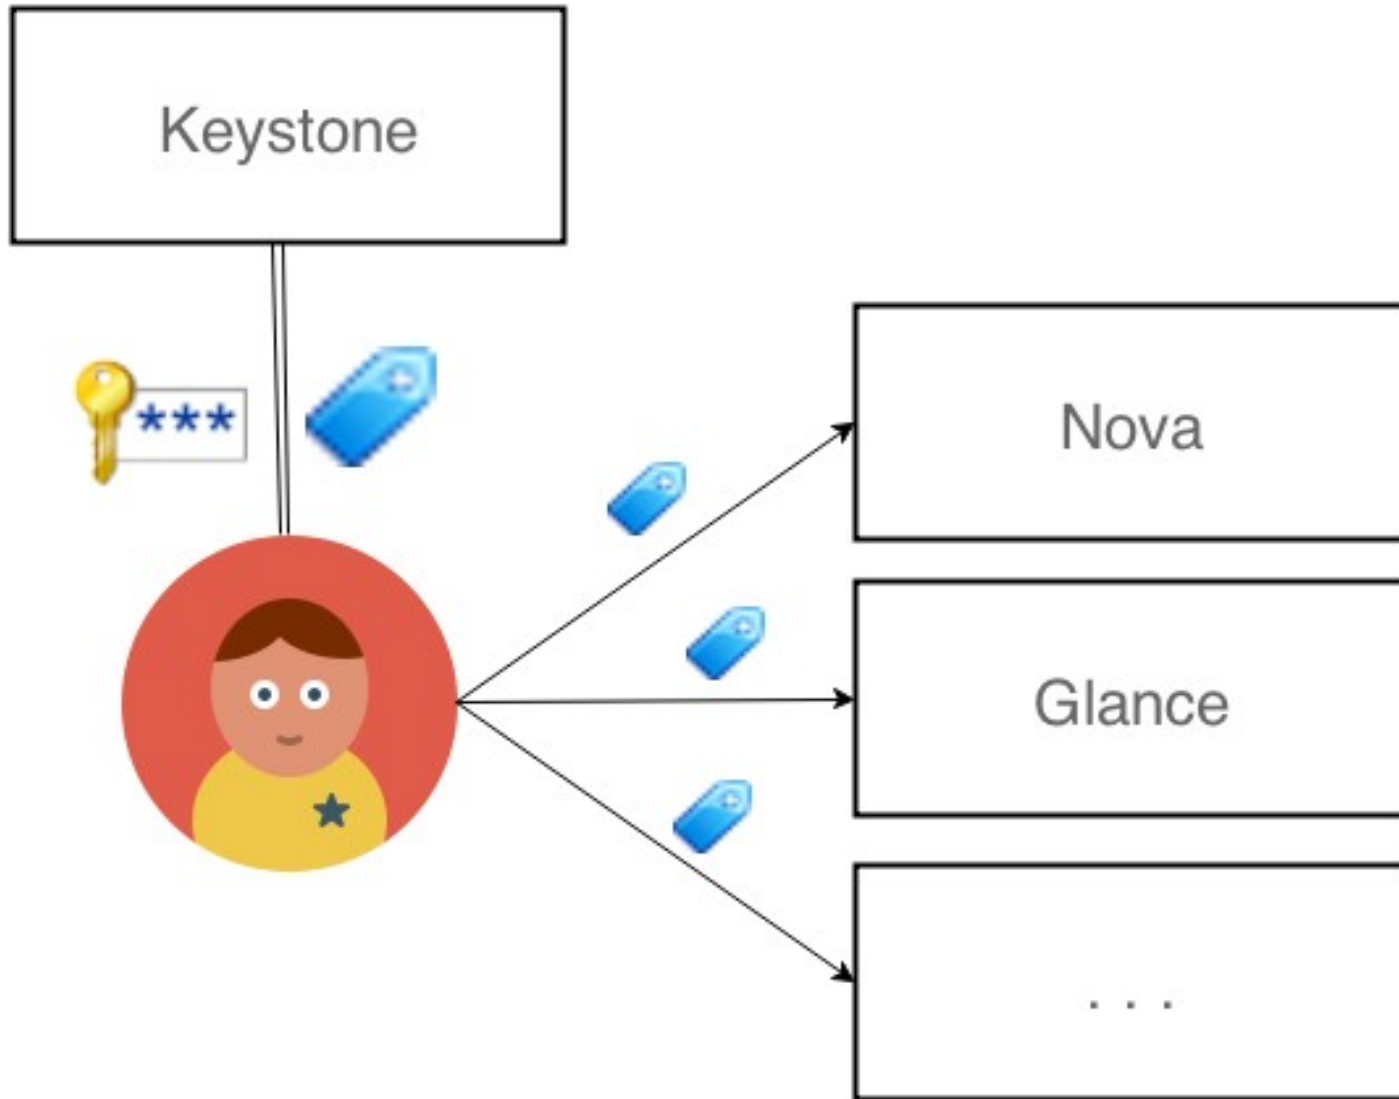 Keystone
***
Nova
Glance
. . .